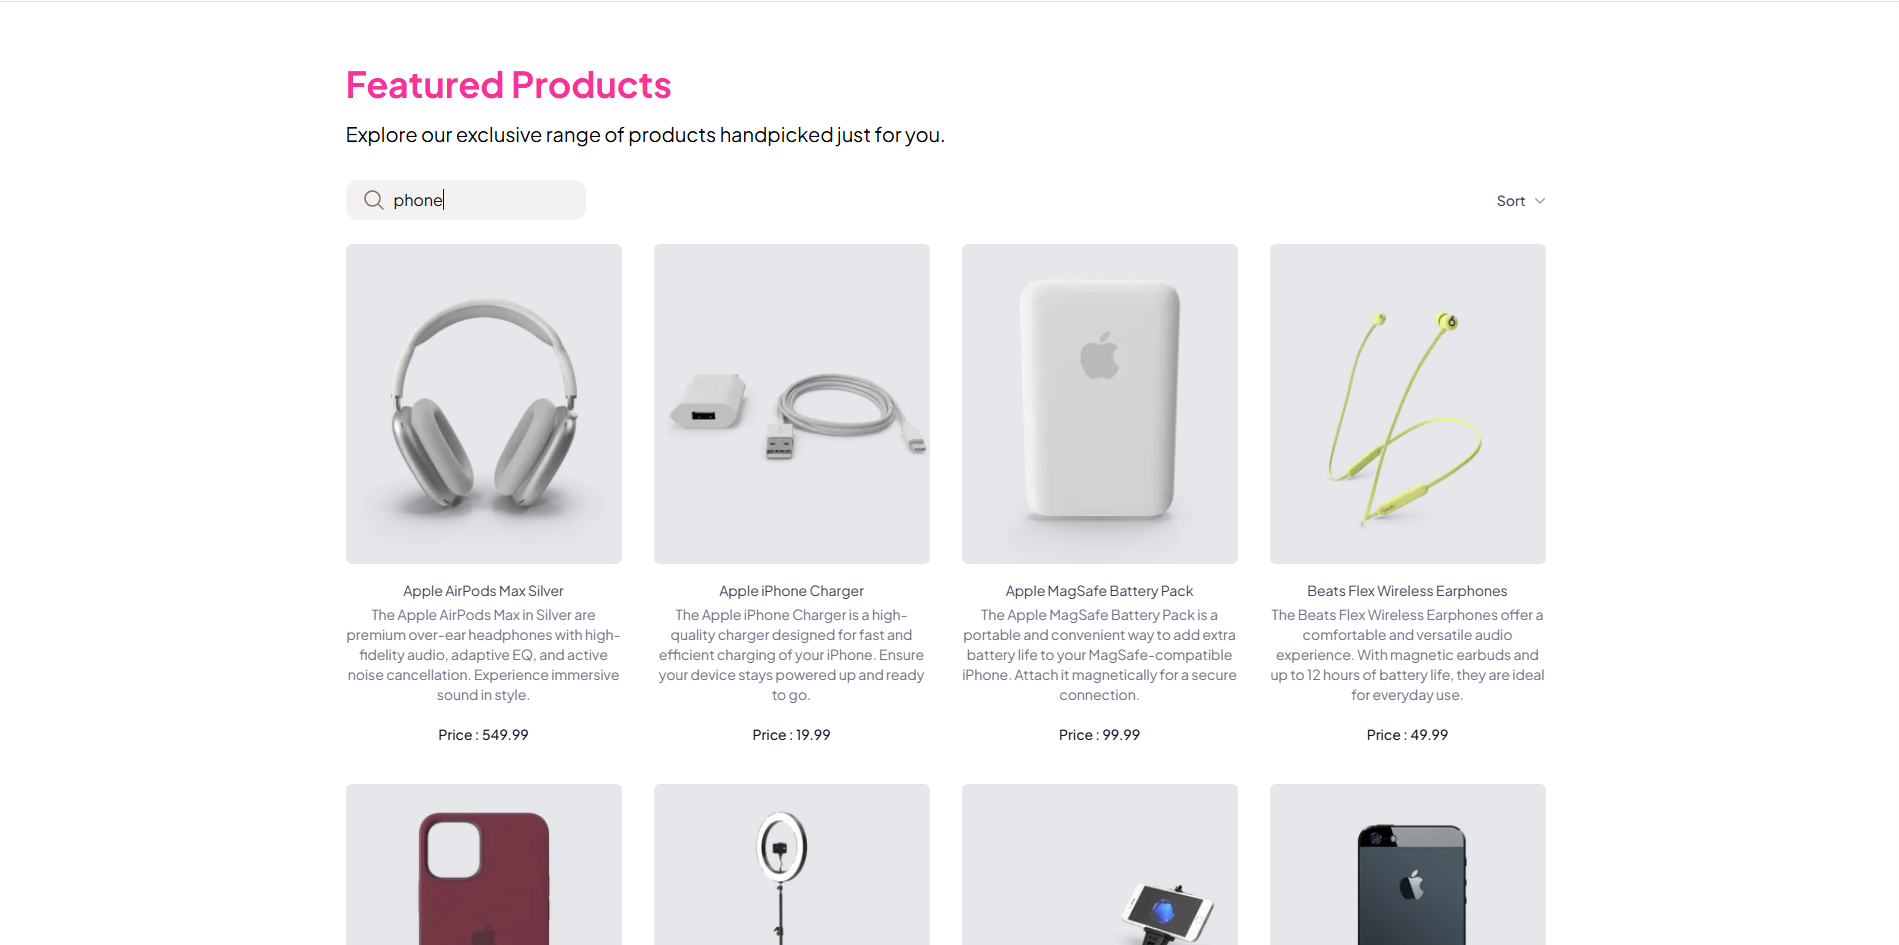 Featured Products
Explore our exclusive range of products handpicked just for you.
phone
Sort
Apple AirPods Max Silver
The Apple AirPods Max in Silver are
premium over-ear headphones with high-
fidelity audio, adaptive EQ, and active
noise cancellation. Experience immersive
sound in style.
Price : 549.99
Apple iPhone Charger
The Apple iPhone Charger is a high-
quality charger designed for fast and
efficient charging of your iPhone. Ensure
your device stays powered up and ready
to go.
Price : 19.99
Apple MagSafe Battery Pack
The Apple MagSafe Battery Pack is a
portable and convenient way to add extra
battery life to your MagSafe-compatible
iPhone. Attach it magnetically for a secure
connection.
Price : 99.99
Beats Flex Wireless Earphones
The Beats Flex Wireless Earphones offer a
comfortable and versatile audio
experience. With magnetic earbuds and
up to 12 hours of battery life, they are ideal
for everyday use.
Price : 49.99